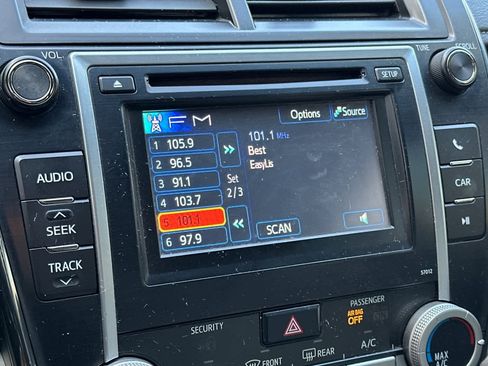 VOL
TUNE
SCROLL
SETUP
FM
Options
Source
1 105.9
2 96.5
3 91.1
4 103.7
5 101.1
6 97.9
Set
2/3
101.1 MHz
Best
EasyLis
SCAN
AUDIO
SEEK
TRACK
CAR
57012
SECURITY
PASSENGER
AIR BAG
OFF
FRONT
REAR
A/C
MAX
A/C